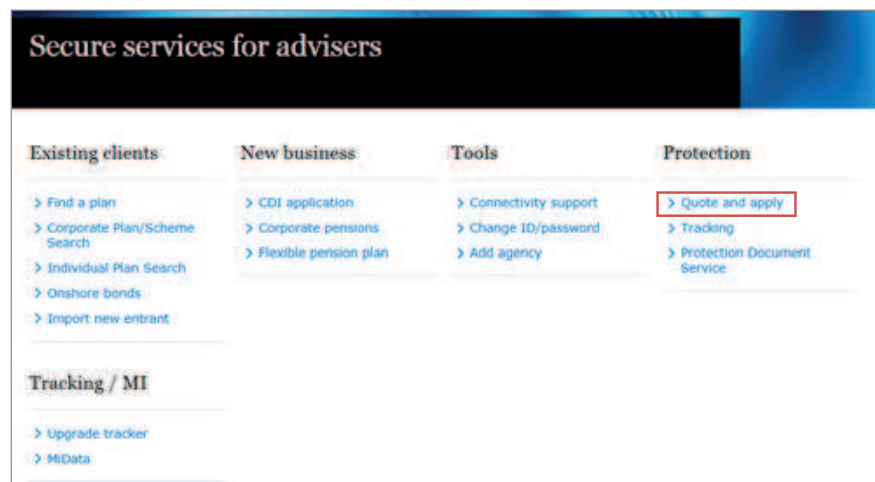 Secure services for advisers
Existing clients
> Find a plan
> Corporate Plan/Scheme
Search
> Individual Plan Search
> Onshore bonds
> Import new entrant
New business
> CDI application
> Corporate pensions
> Flexible pension plan
Tools
> Connectivity support
> Change ID/password
> Add agency
Protection
> Quote and apply
> Tracking
> Protection Document
Service
Tracking / MI
> Upgrade tracker
> MiData